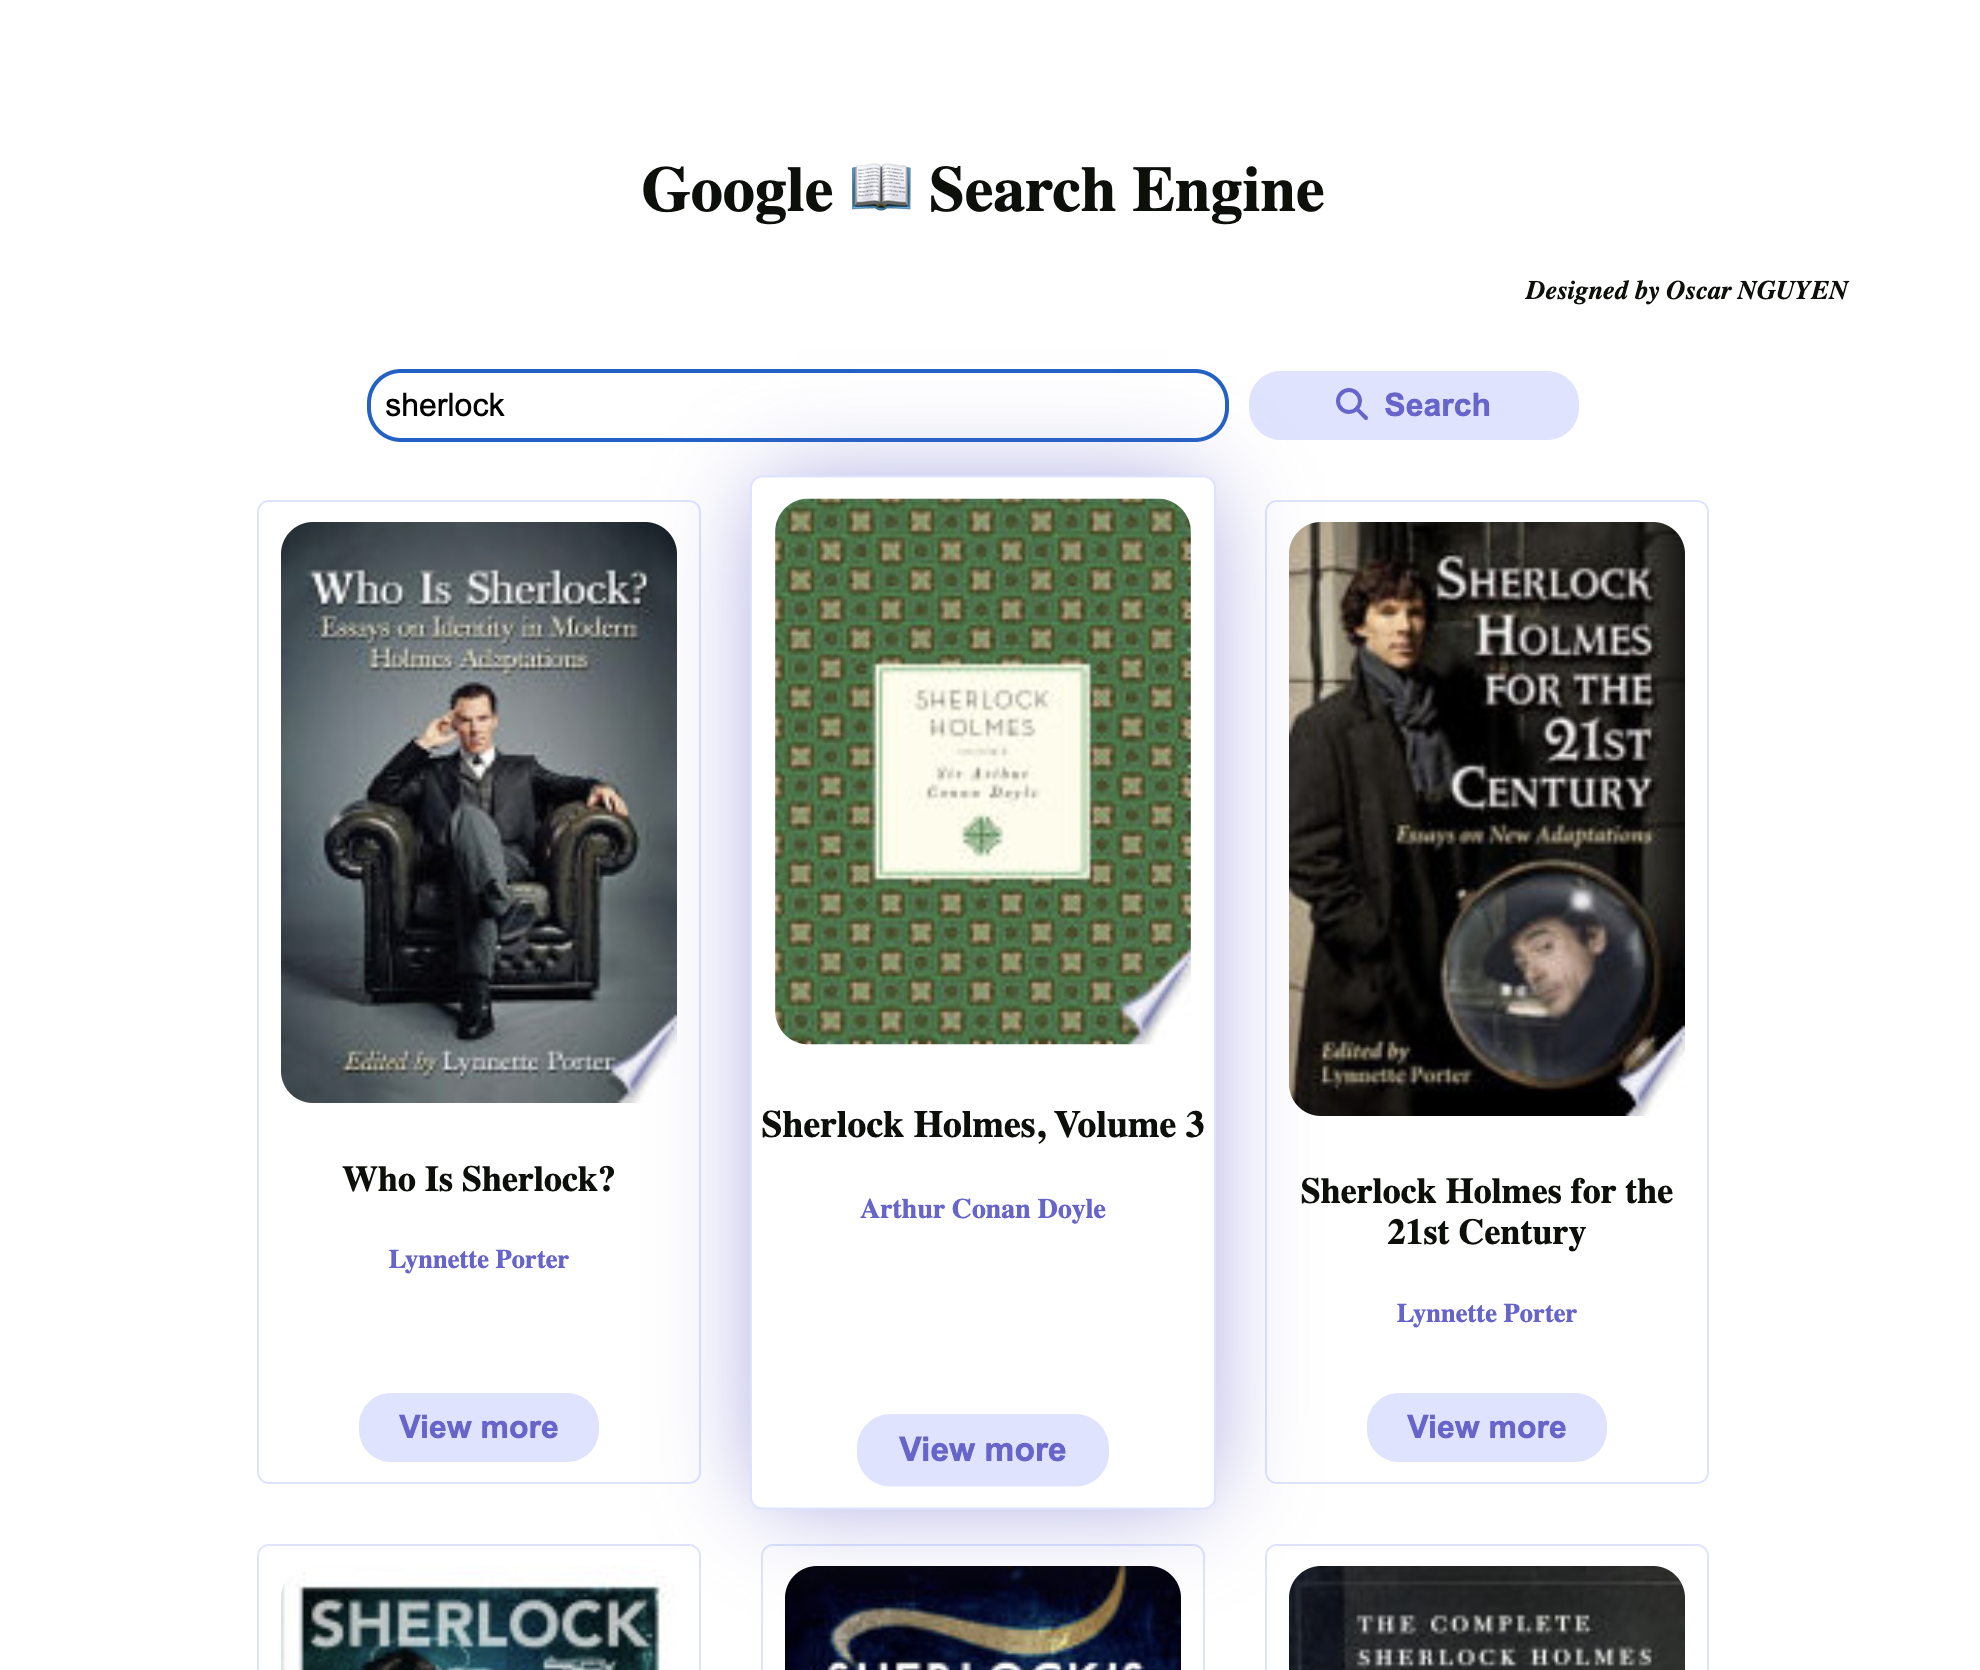 Google Search Engine
Designed by Oscar NGUYEN
sherlock
Search
Who Is Sherlock?
Essays on Identity in Modern
Holmes Adaptations
Edited by Lynnette Porter
Who Is Sherlock?
Lynnette Porter
View more
SHERLOCK
HOLMES
Sir Arthur
Conan Doyle
Sherlock Holmes, Volume 3
Arthur Conan Doyle
View more
SHERLOCK
HOLMES
FOR THE
21ST
CENTURY
Essays on New Adaptations
Edited by
Lynnette Porter
Sherlock Holmes for the
21st Century
Lynnette Porter
View more
SHERLOCK
THE COMPLETE
SHERLOCK HOLMES